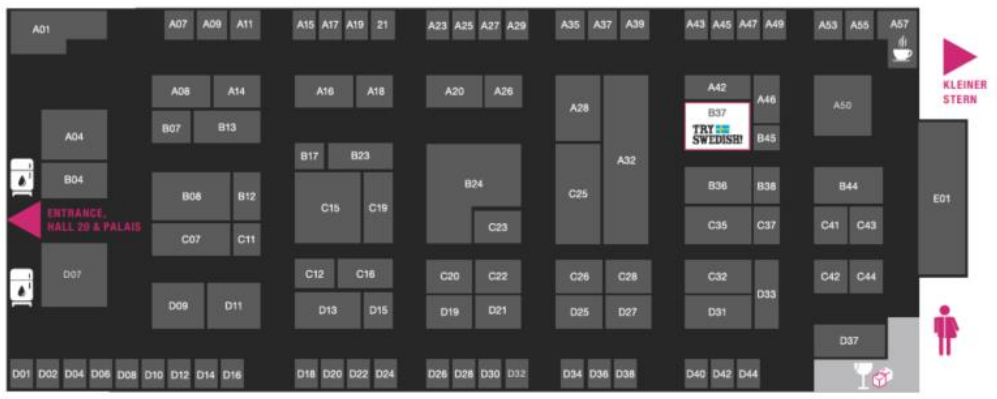 A01 A07 A09 A11 A15 A17 A19 21 A23 A25 A27 A29 A35 A37 A39 A43 A45 A47 A49 A53 A55 A57
KLEINER
STERN
A08 A14 A16 A18 A20 A26 A28 A42 A46 A50
B37
TRY
SWEDISH!
B07 B13 A04 B45
B17 B23 A32
B04 B08 B12 C15 C19 B24 C25 B36 B38 B44 E01
ENTRANCE,
HALL 20 & PALAIS
C07 C11 C23 C35 C37 C41 C43
D07 C12 C16 C20 C22 C26 C28 C32 C42 C44
D33
D09 D11 D13 D15 D19 D21 D25 D27 D31
D37
D01 D02 D04 D06 D08 D10 D12 D14 D16 D18 D20 D22 D24 D26 D28 D30 D32 D34 D36 D38 D40 D42 D44